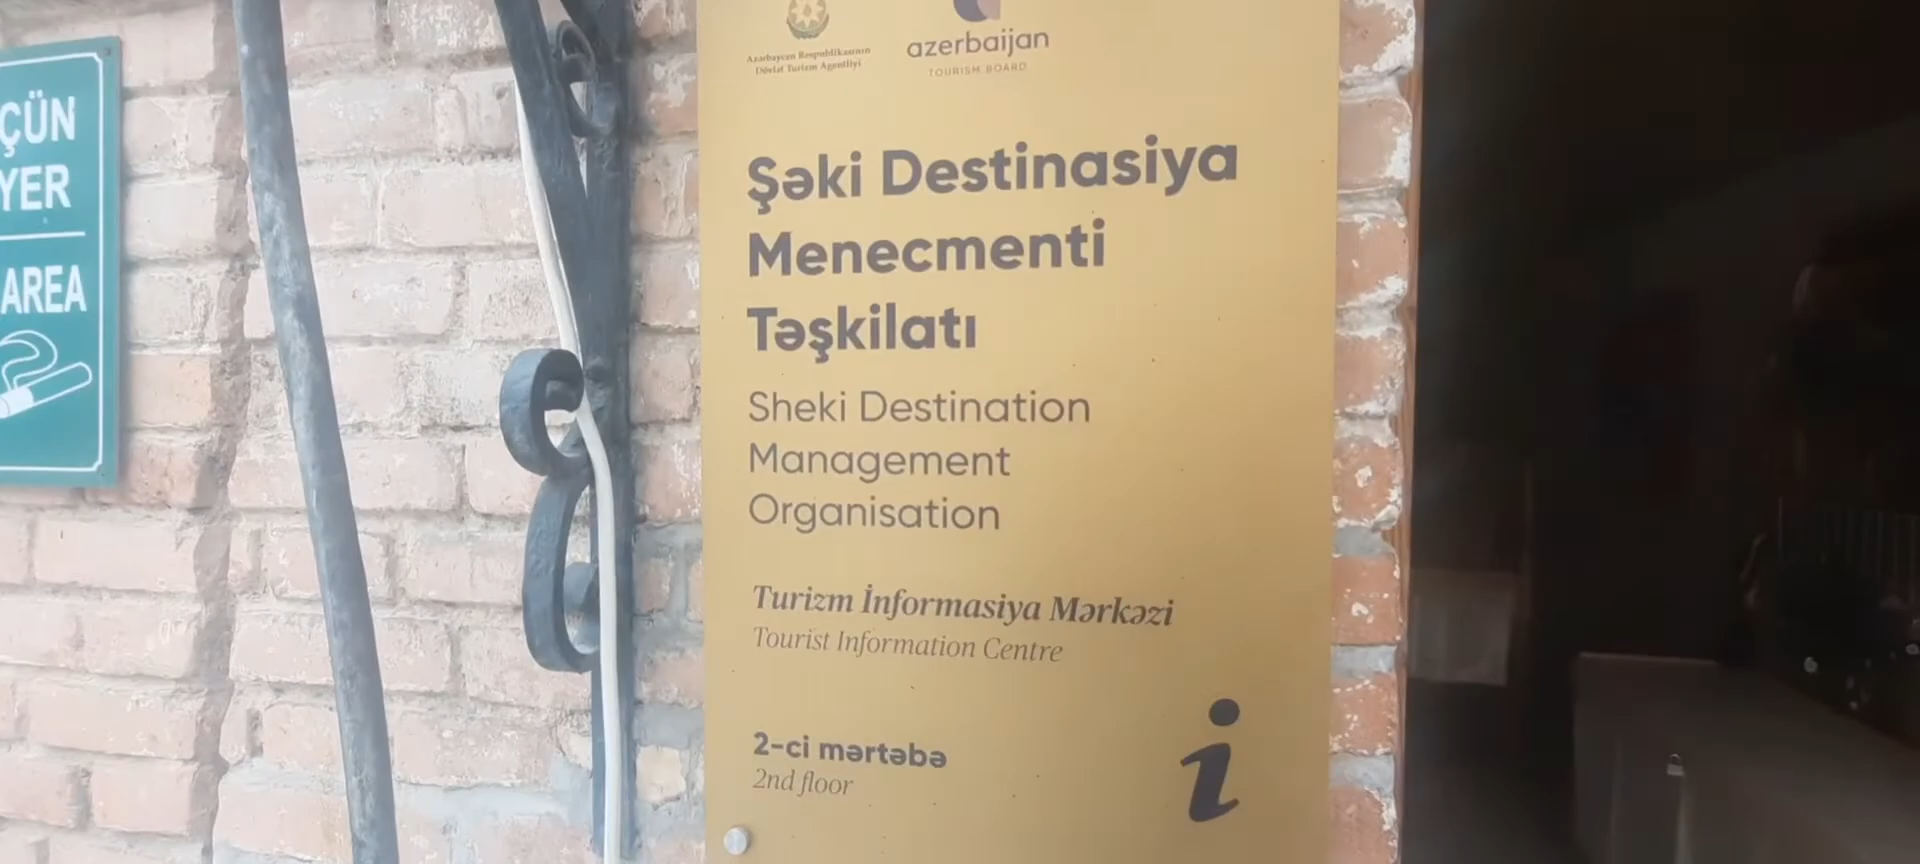 ÇÜN
YER
AREA
Azərbaycan Respublikasının
Dövlət Turizm Agentliyi
azerbaijan
TOURISM BOARD
Şəki Destinasiya
Menecmenti
Təşkilatı
Sheki Destination
Management
Organisation
Turizm İnformasiya Mərkəzi
Tourist Information Centre
2-ci mərtəbə
2nd floor
i